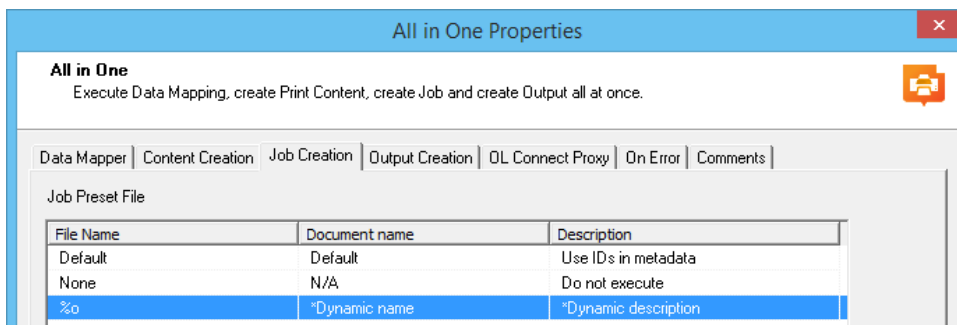 All in One Properties
All in One
Execute Data Mapping, create Print Content, create Job and create Output all at once.
Data Mapper Content Creation Job Creation Output Creation OL Connect Proxy On Error Comments
Job Preset File
File Name Document name Description
Default Default Use IDs in metadata
None N/A Do not execute
%o *Dynamic name *Dynamic description